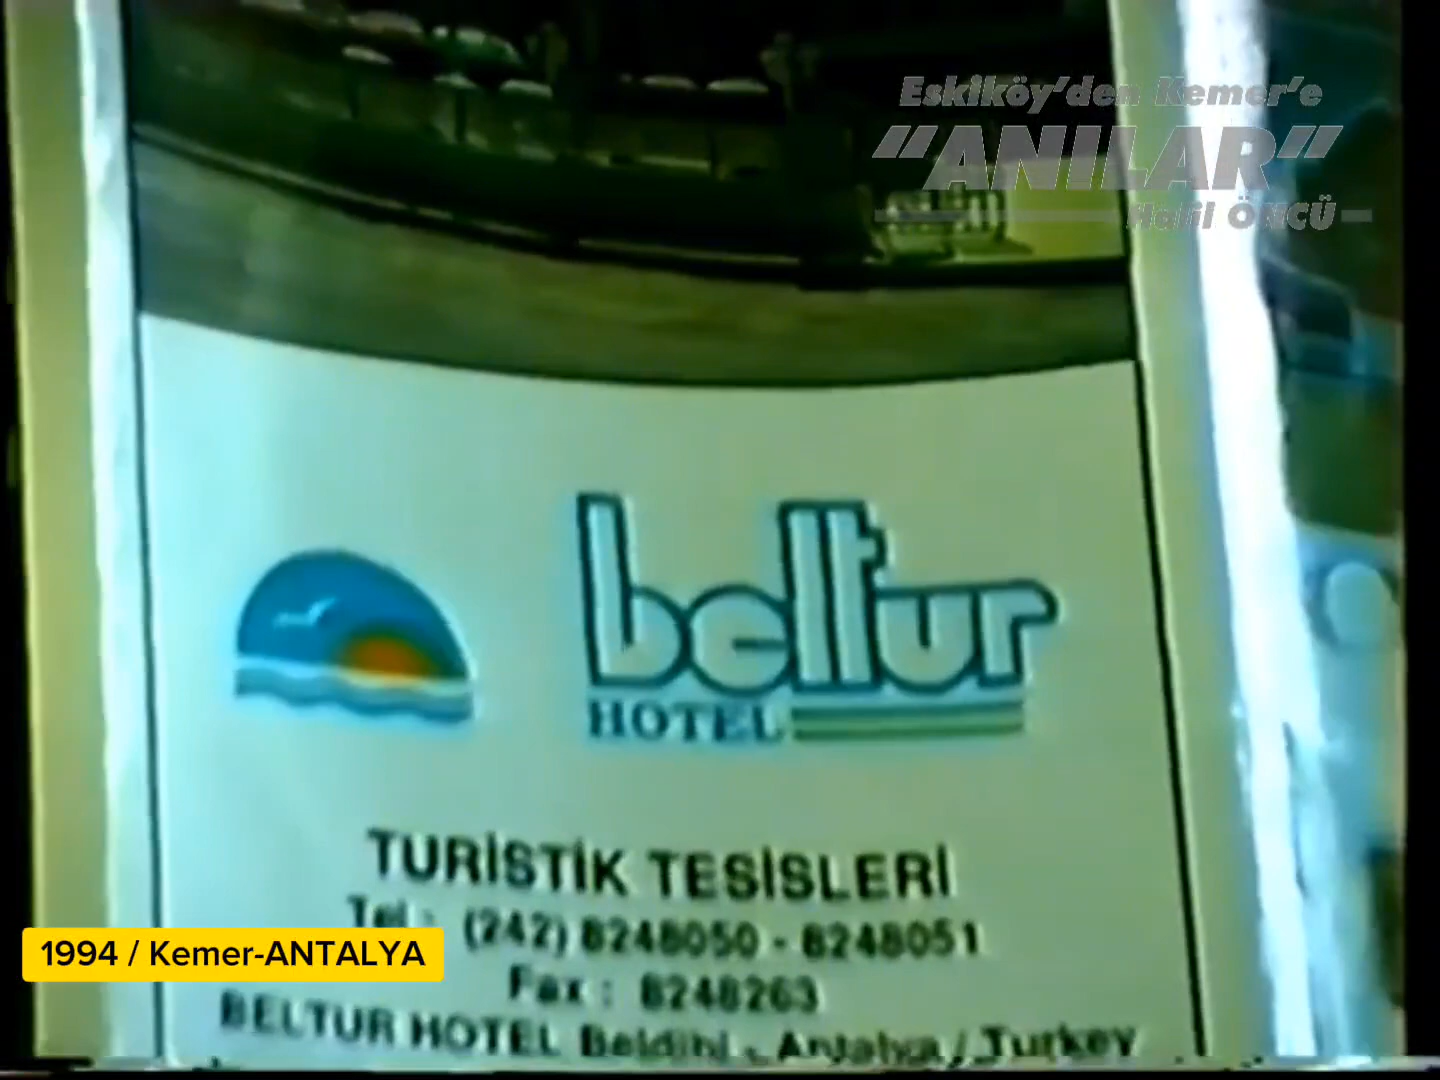 Eskiköy'den Kemer'e
"ANILAR"
Halil ÖNCÜ
beltur
HOTEL
TURİSTİK TESİSLERİ
Tel : (242) 8248050 - 8248051
1994 / Kemer-ANTALYA
Fax : 8248263
BELTUR HOTEL Beldibi - Antalya / Turkey